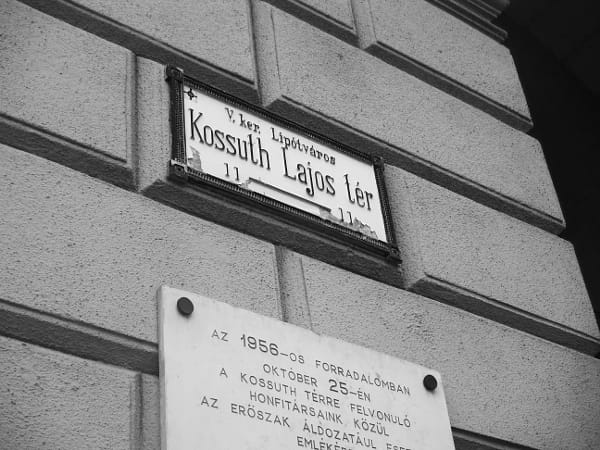 V. ker. Lipótváros
Kossuth Lajos tér
11 11
AZ 1956-OS FORRADALOMBAN
OKTÓBER 25-ÉN
A KOSSUTH TÉRRE FELVONULÓ
HONFITÁRSAINK KÖZÜL
AZ ERŐSZAK ÁLDOZATÁUL